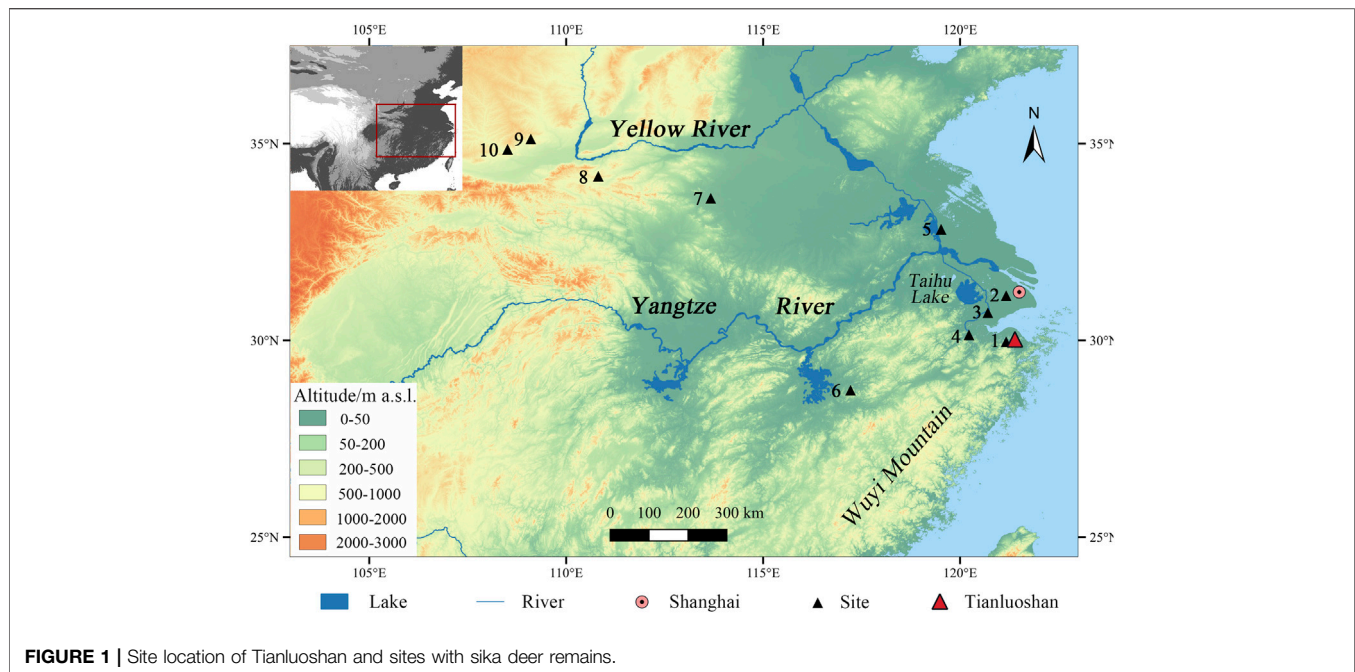 105°E 110°E 115°E 120°E
N
35°N 35°N
Yellow River
10 9
8
7
5
Taihu
Lake
2
3
Yangtze River
30°N 4 1 30°N
6
Wuyi Mountain
Altitude/m a.s.l.
0-50
50-200
200-500
500-1000
1000-2000
2000-3000
0 100 200 300 km
25°N 25°N
105°E 110°E 115°E 120°E
Lake River Shanghai Site Tianluoshan
FIGURE 1 | Site location of Tianluoshan and sites with sika deer remains.